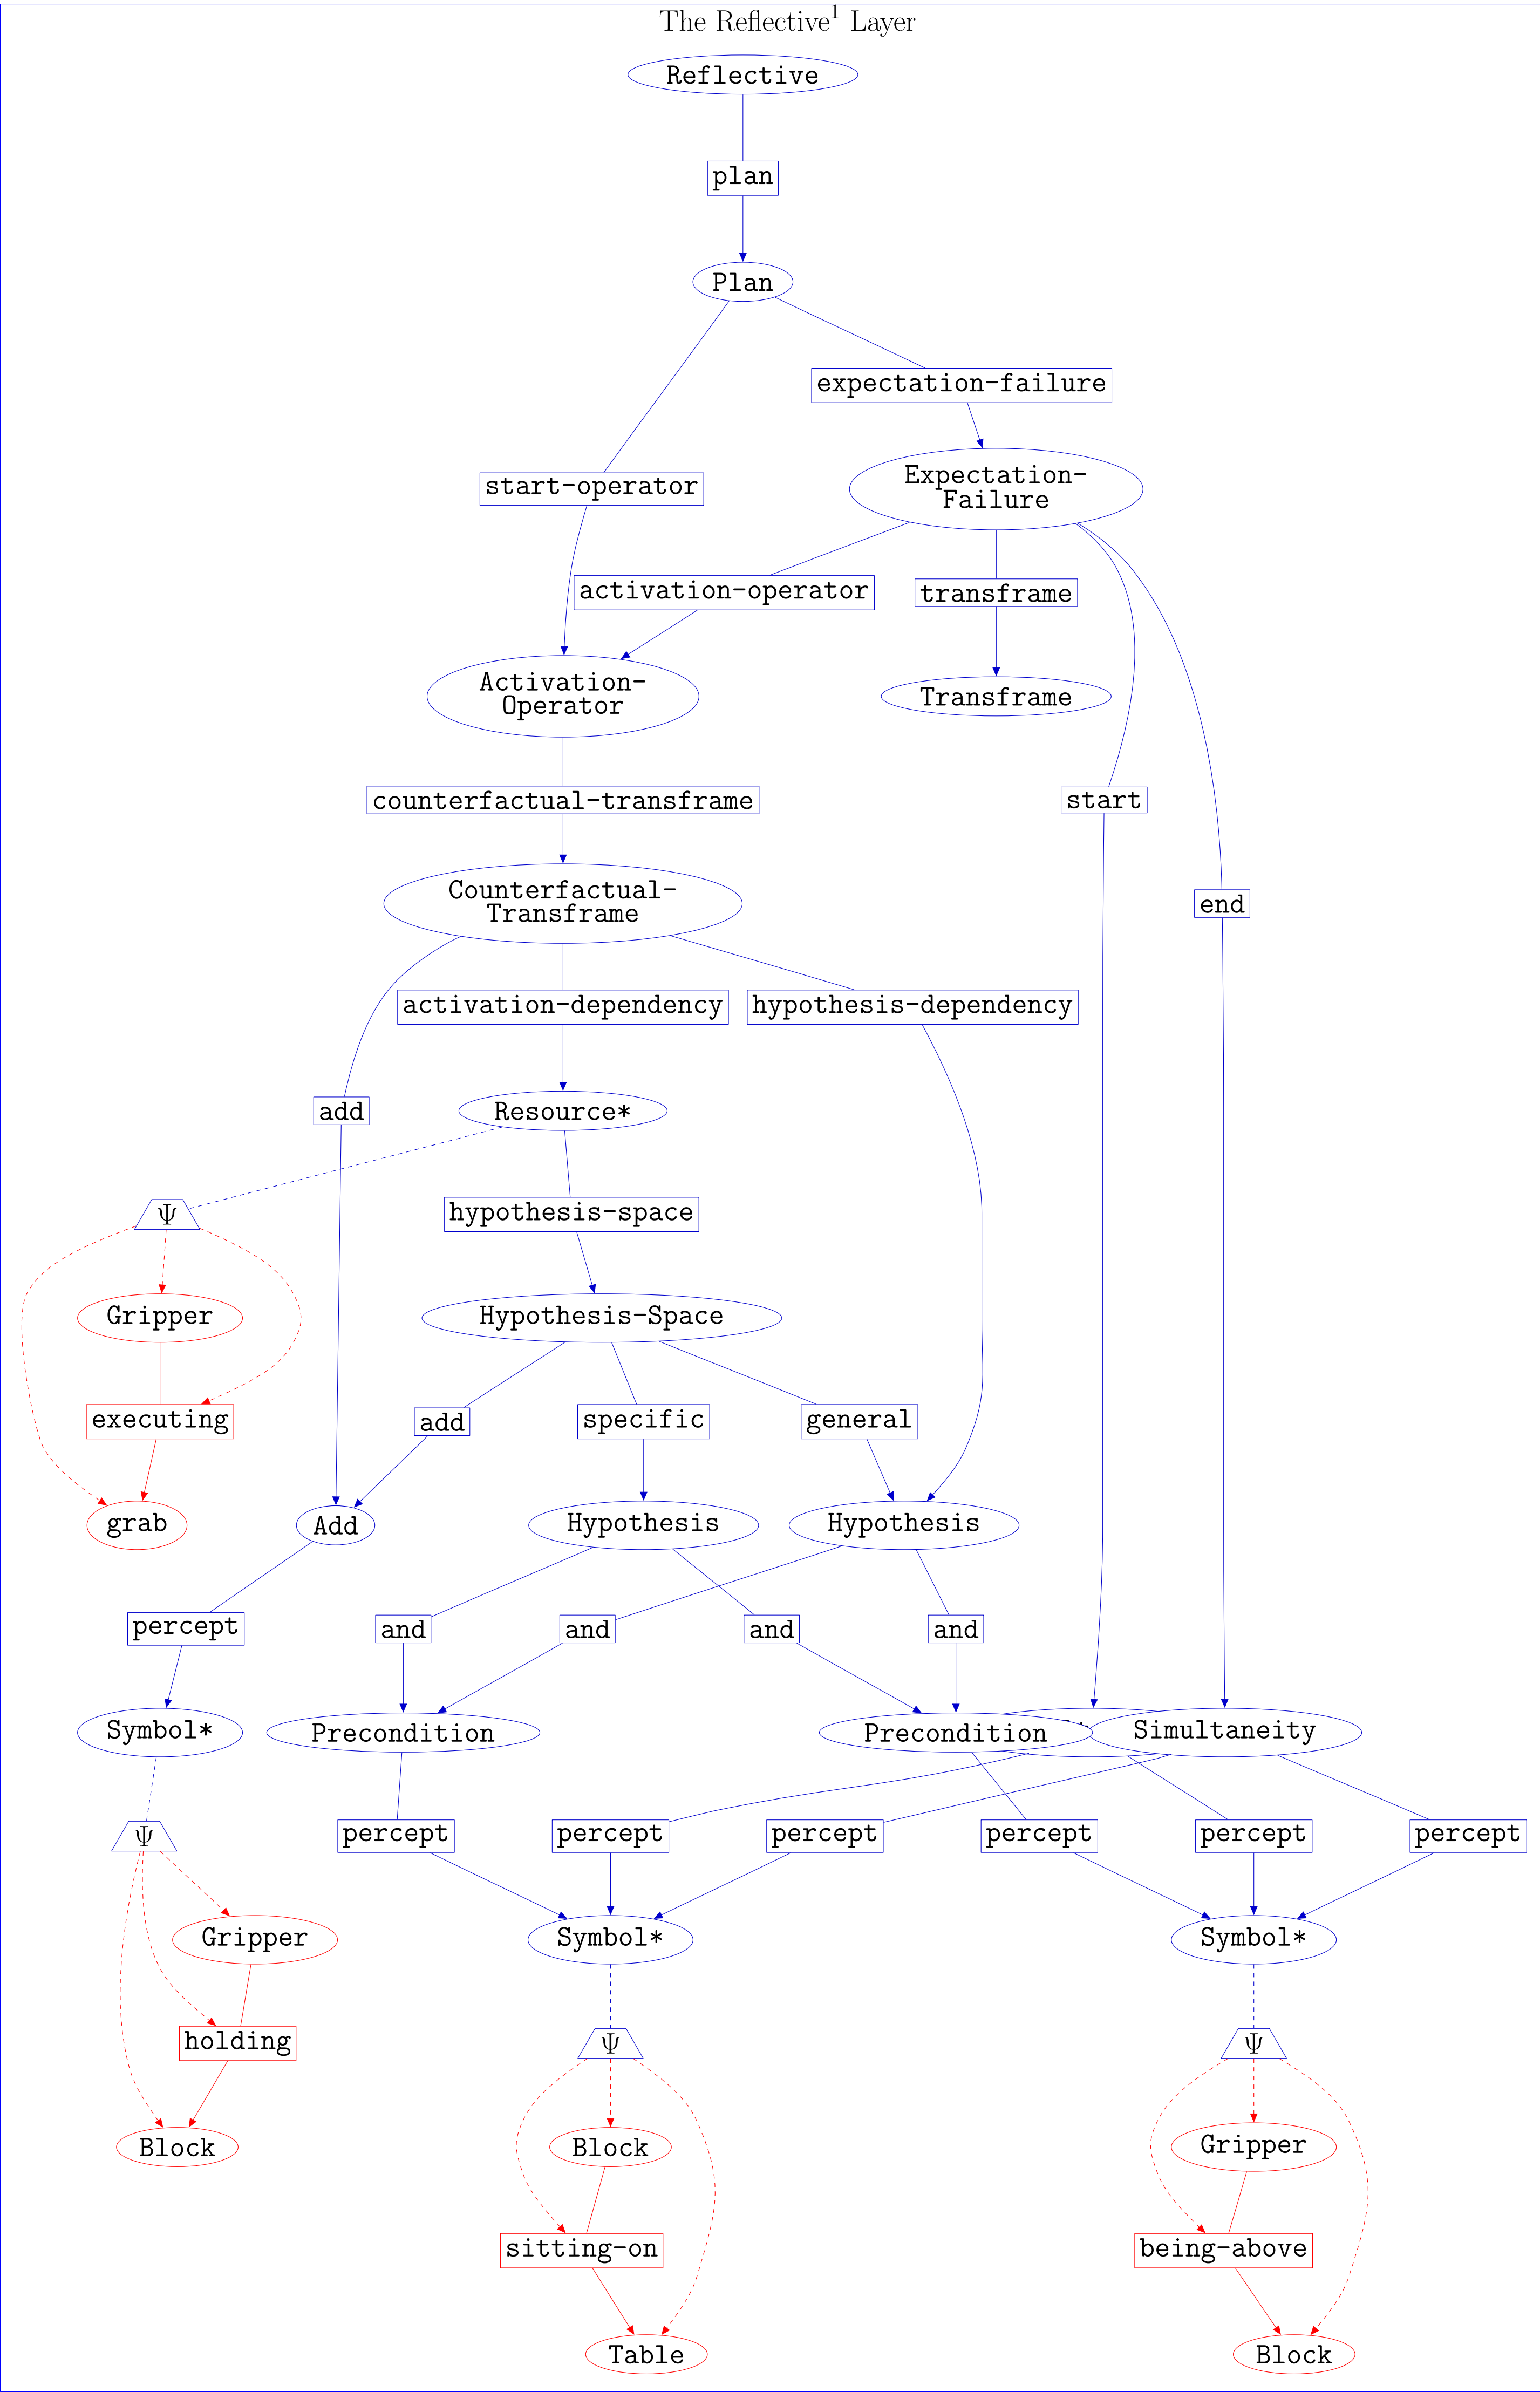 The Reflective¹ Layer
Reflective
plan
Plan
expectation-failure
Expectation-
Failure
start-operator
activation-operator
transframe
Activation-
Operator
Transframe
counterfactual-transframe
start
Counterfactual-
Transframe
end
activation-dependency
hypothesis-dependency
add
Resource*
Ψ
hypothesis-space
Gripper
Hypothesis-Space
executing
add
specific
general
grab
Add
Hypothesis
Hypothesis
percept
and
and
and
and
Symbol*
Precondition
Precondition
Simultaneity
Ψ
percept
percept
percept
percept
percept
percept
Gripper
Symbol*
Symbol*
holding
Ψ
Ψ
Block
Block
Gripper
sitting-on
being-above
Table
Block